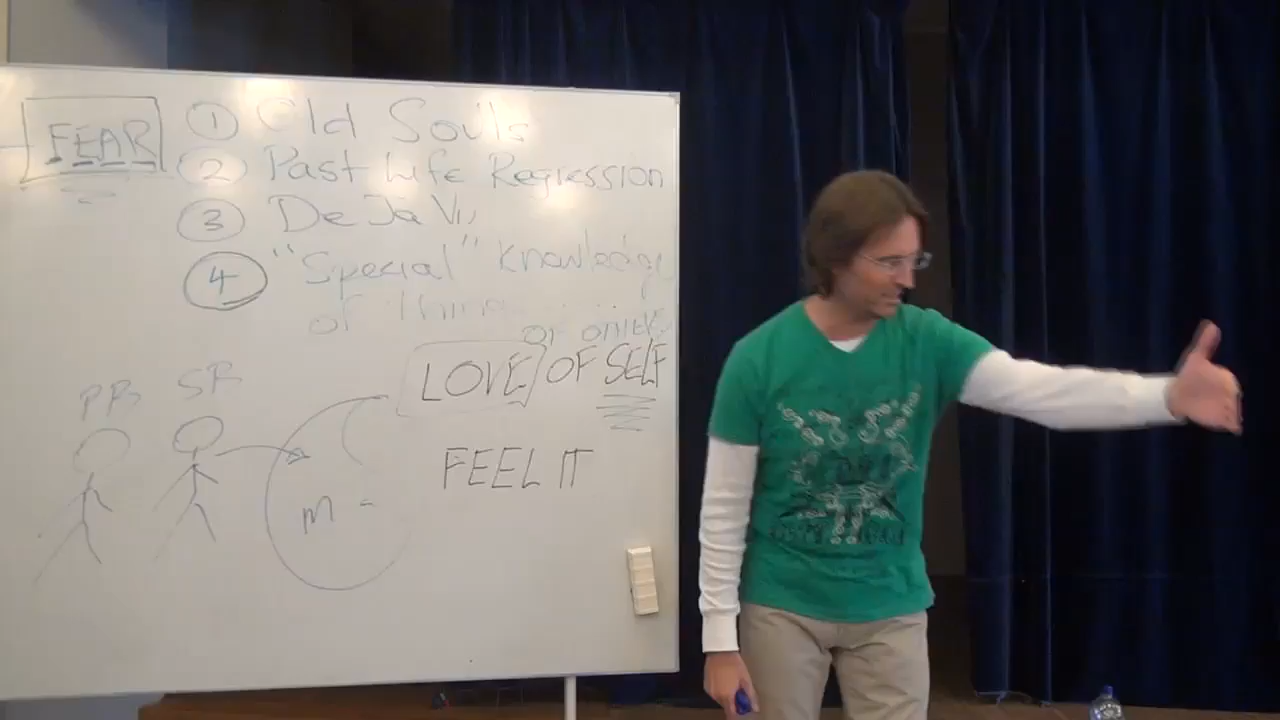 FEAR
① Old Souls
② Past Life Regression
③ De Ja Vu
④ "Special" Knowledge
of
or
LOVE OF SELF
PB SR
FEEL IT
m -